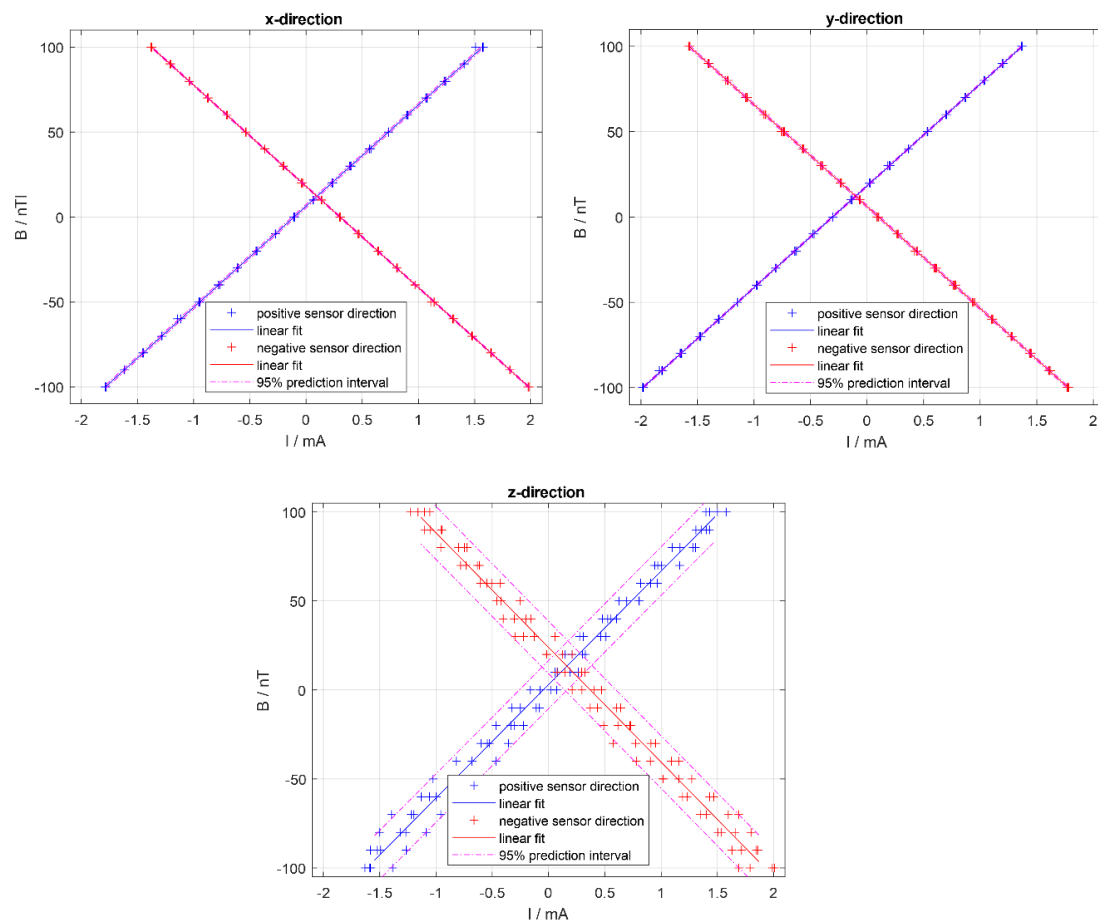 x-direction
100
50
0
-50
-100
B / nTl
-2
-1.5
-1
-0.5
0
0.5
1
1.5
2
I / mA
positive sensor direction
linear fit
negative sensor direction
linear fit
95% prediction interval
y-direction
100
50
0
-50
-100
B / nT
-2
-1.5
-1
-0.5
0
0.5
1
1.5
2
I / mA
positive sensor direction
linear fit
negative sensor direction
linear fit
95% prediction interval
z-direction
100
50
0
-50
-100
B / nT
-2
-1.5
-1
-0.5
0
0.5
1
1.5
2
I / mA
positive sensor direction
linear fit
negative sensor direction
linear fit
95% prediction interval